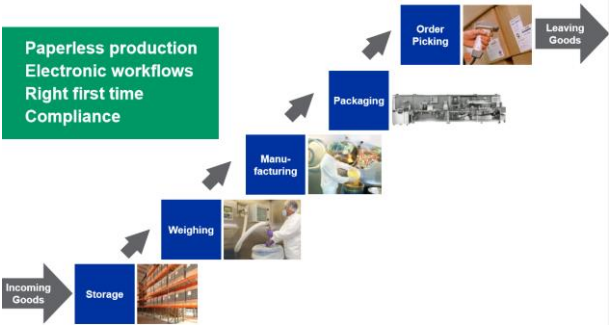 Paperless production
Electronic workflows
Right first time
Compliance
Order
Picking
Leaving
Goods
Packaging
Manu-
facturing
Weighing
Incoming
Goods
Storage